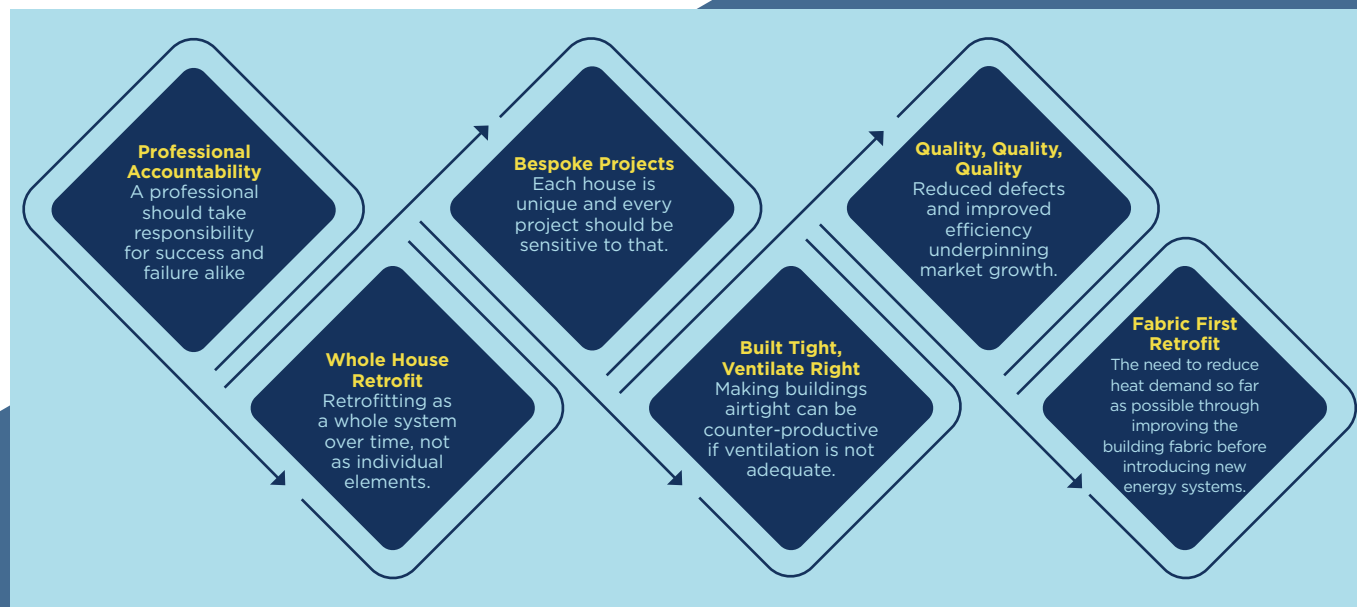 Professional
Accountability
A professional
should take
responsibility
for success and
failure alike
Whole House
Retrofit
Retrofitting as
a whole system
over time, not
as individual
elements.
Bespoke Projects
Each house is
unique and every
project should be
sensitive to that.
Built Tight,
Ventilate Right
Making buildings
airtight can be
counter-productive
if ventilation is not
adequate.
Quality, Quality,
Quality
Reduced defects
and improved
efficiency
underpinning
market growth.
Fabric First
Retrofit
The need to reduce
heat demand so far
as possible through
improving the
building fabric before
introducing new
energy systems.